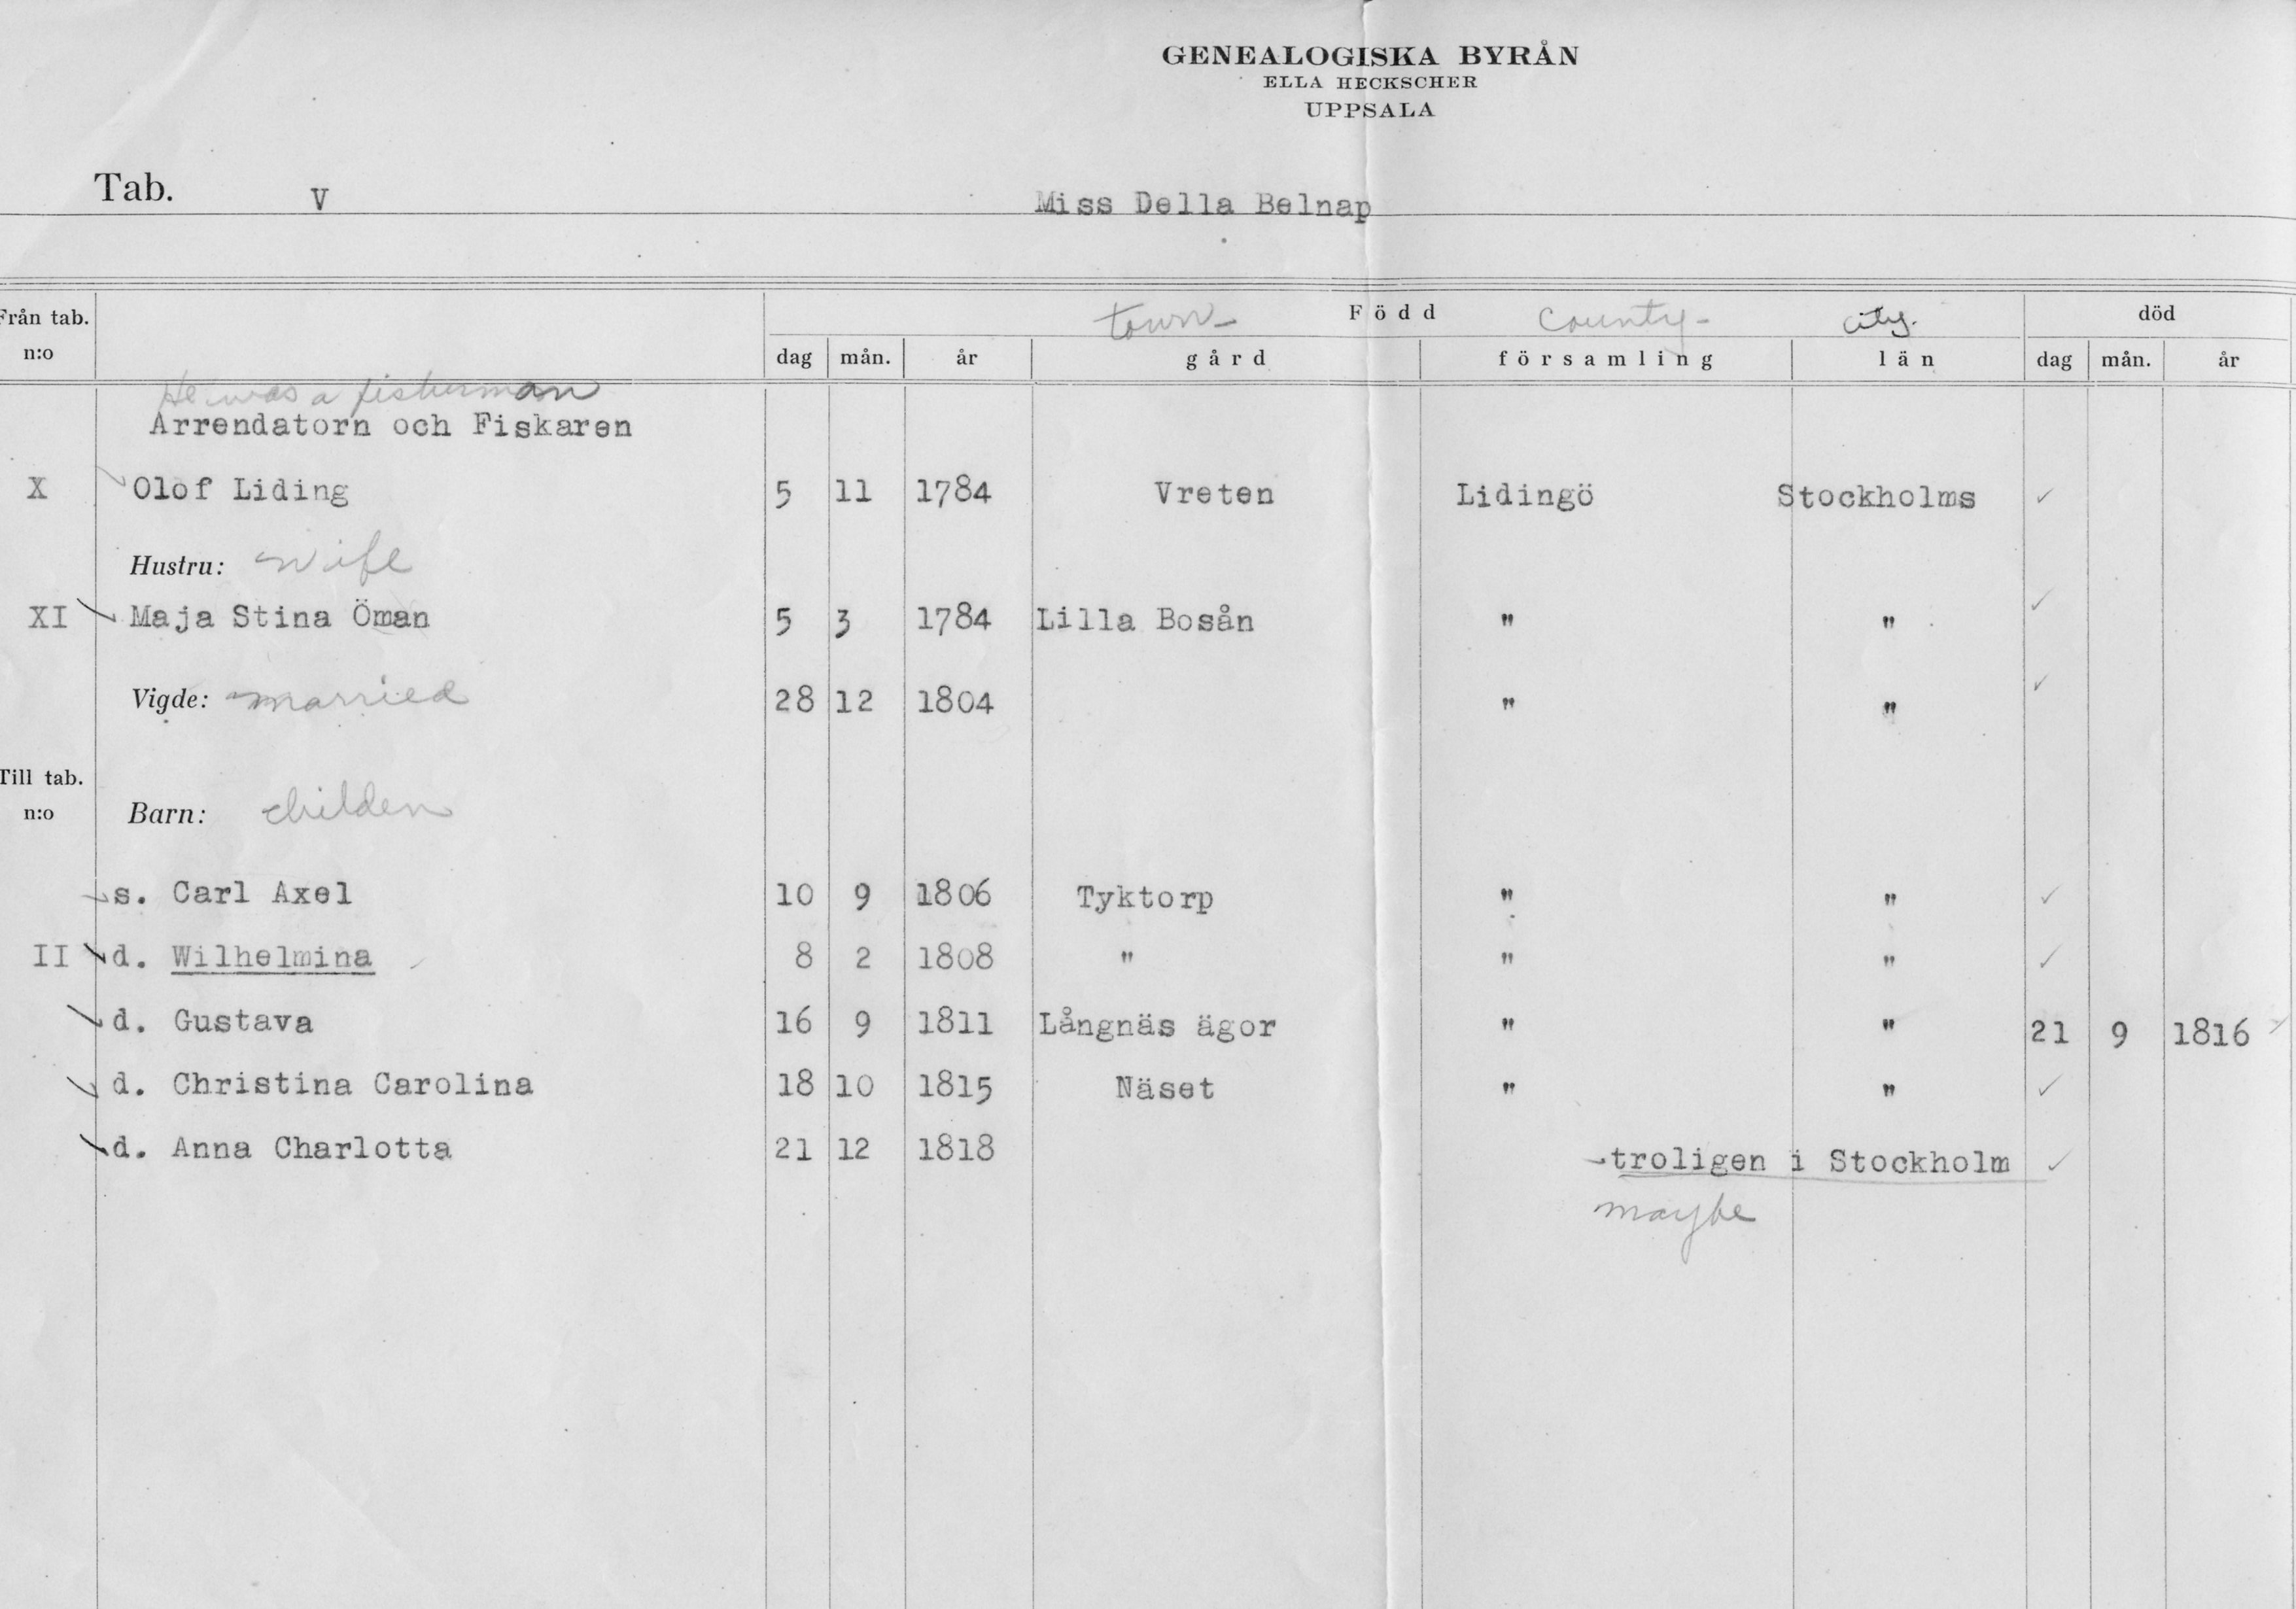 GENEALOGISKA BYRÅN
ELLA HECKSCHER
UPPSALA
Tab. V Miss Della Belnap
Från tab. n:o town- Född County- city. död
dag mån. år gård församling län dag mån. år
He was a fisherman
Arrendatorn och Fiskaren
X Olof Liding 5 11 1784 Vreten Lidingö Stockholms ✓
Hustru: wife
XI Maja Stina Öman 5 3 1784 Lilla Bosån " " ✓
Vigde: married 28 12 1804 " " ✓
Till tab. n:o Barn: childen
s. Carl Axel 10 9 1806 Tyktorp " " ✓
II d. Wilhelmina 8 2 1808 " " " ✓
d. Gustava 16 9 1811 Långnäs ägor " " 21 9 1816 ✓
d. Christina Carolina 18 10 1815 Näset " " ✓
d. Anna Charlotta 21 12 1818 troligen i Stockholm ✓
maybe